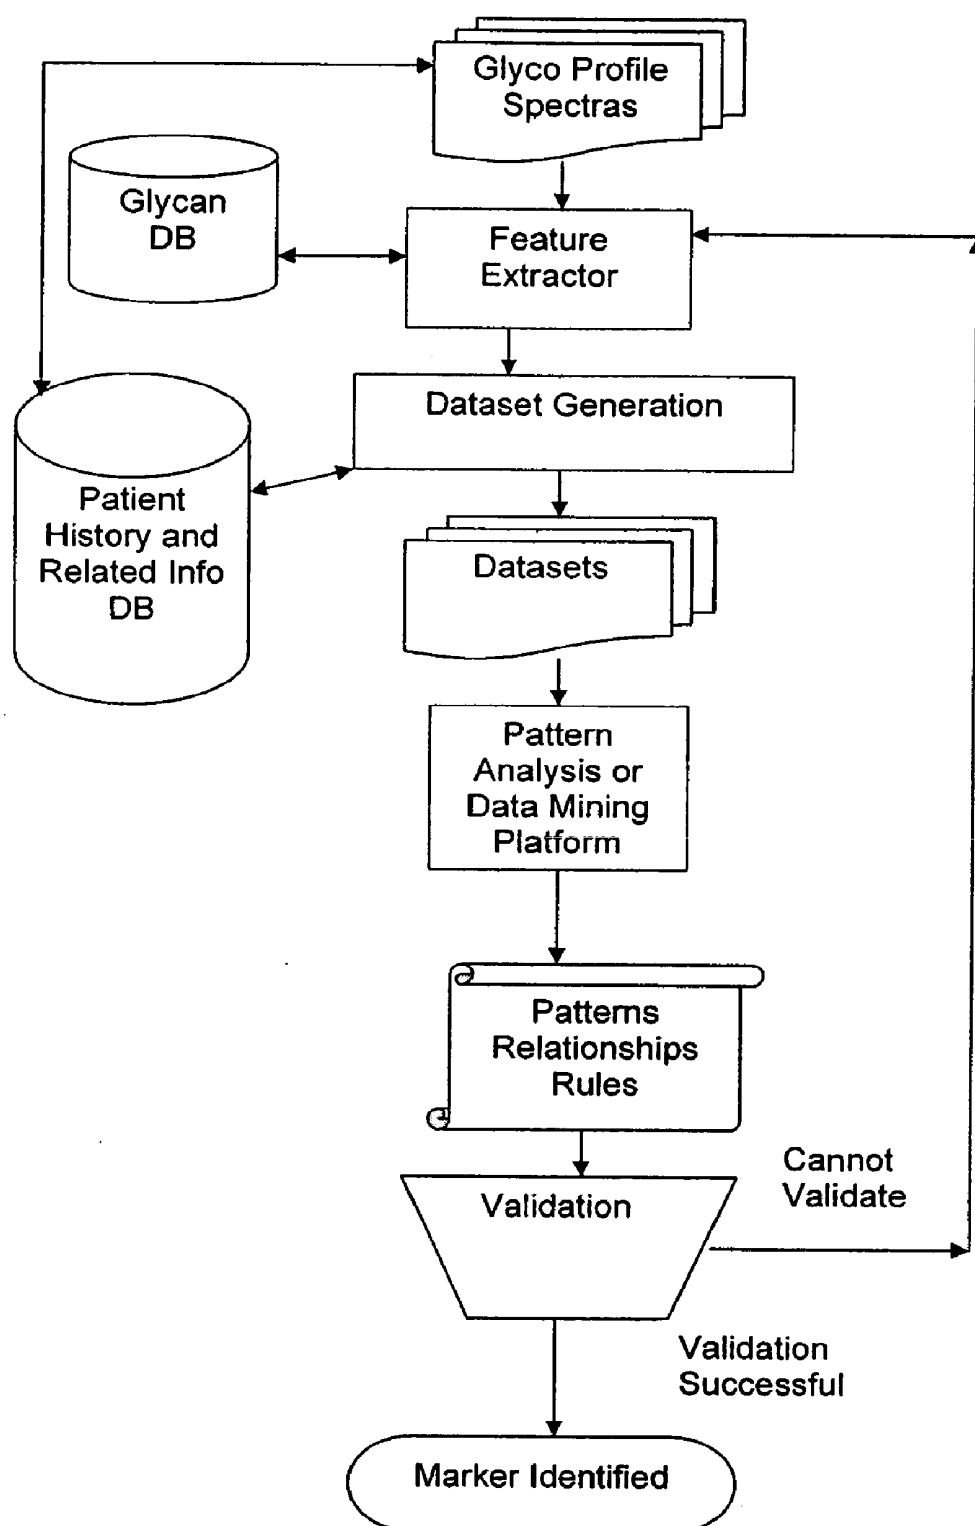 Glyco Profile
Spectras
Glycan
DB
Feature
Extractor
Dataset Generation
Patient
History and
Related Info
DB
Datasets
Pattern
Analysis or
Data Mining
Platform
Patterns
Relationships
Rules
Cannot
Validate
Validation
Validation
Successful
Marker Identified